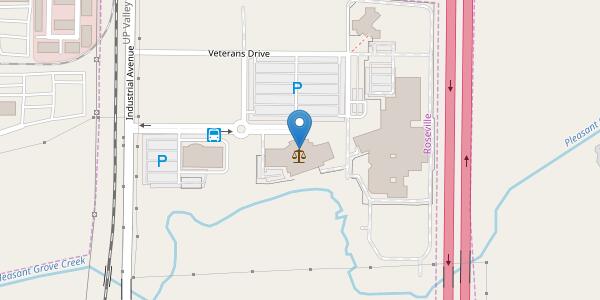 UP Valley
Veterans Drive
Industrial Avenue
P
P
Roseville
Pleasant
Pleasant Grove Creek